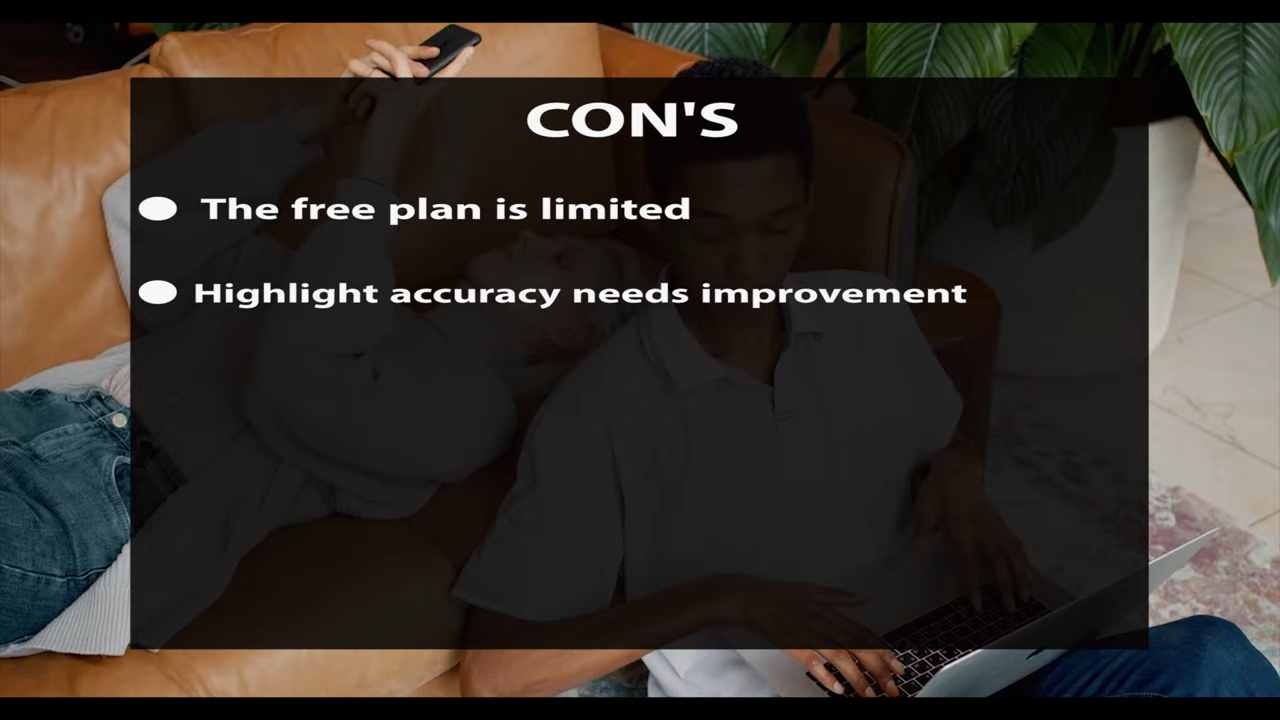 CON'S
The free plan is limited
Highlight accuracy needs improvement